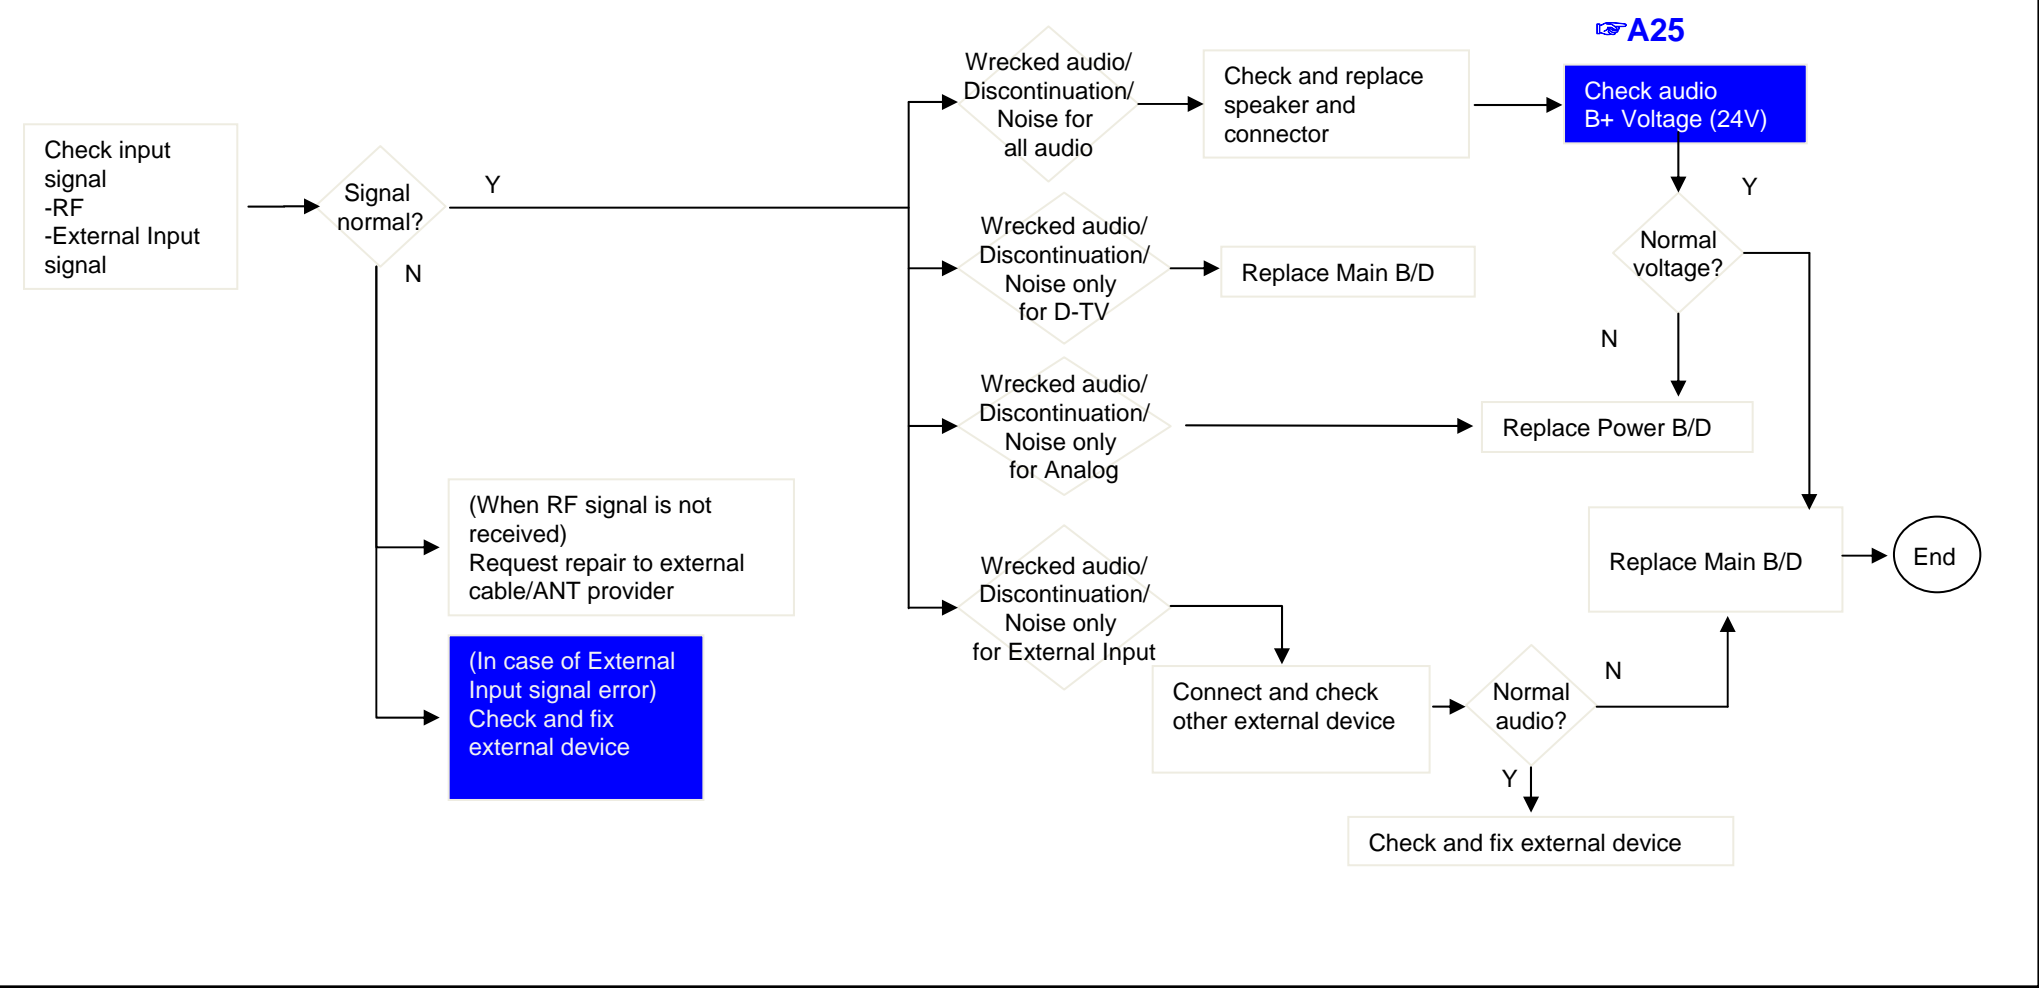 ☞A25
Check input
signal
-RF
-External Input
signal
Signal
normal?
Y
N
(When RF signal is not
received)
Request repair to external
cable/ANT provider
(In case of External
Input signal error)
Check and fix
external device
Wrecked audio/
Discontinuation/
Noise for
all audio
Check and replace
speaker and
connector
Check audio
B+ Voltage (24V)
Y
Normal
voltage?
N
Wrecked audio/
Discontinuation/
Noise only
for D-TV
Replace Main B/D
Wrecked audio/
Discontinuation/
Noise only
for Analog
Replace Power B/D
Wrecked audio/
Discontinuation/
Noise only
for External Input
Connect and check
other external device
Normal
audio?
N
Y
Replace Main B/D
End
Check and fix external device